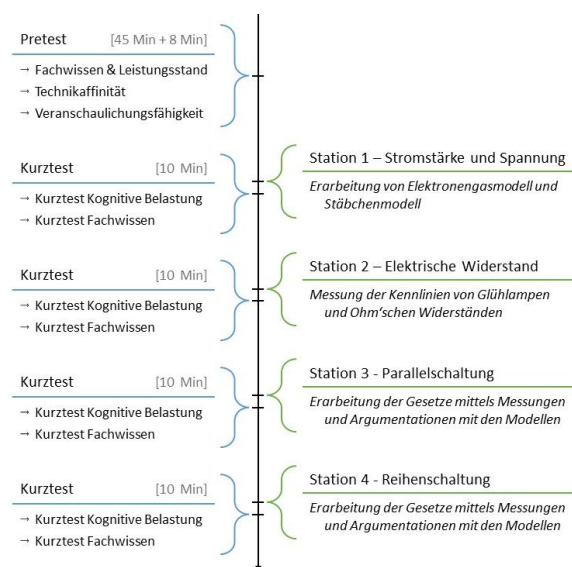 Pretest [45 Min + 8 Min]
→ Fachwissen & Leistungsstand
→ Technikaffinität
→ Veranschaulichungsfähigkeit
Station 1 – Stromstärke und Spannung
Erarbeitung von Elektronengasmodell und
Stäbchenmodell
Kurztest [10 Min]
→ Kurztest Kognitive Belastung
→ Kurztest Fachwissen
Station 2 – Elektrische Widerstand
Messung der Kennlinien von Glühlampen
und Ohm‘schen Widerständen
Kurztest [10 Min]
→ Kurztest Kognitive Belastung
→ Kurztest Fachwissen
Station 3 - Parallelschaltung
Erarbeitung der Gesetze mittels Messungen
und Argumentationen mit den Modellen
Kurztest [10 Min]
→ Kurztest Kognitive Belastung
→ Kurztest Fachwissen
Station 4 - Reihenschaltung
Erarbeitung der Gesetze mittels Messungen
und Argumentationen mit den Modellen
Kurztest [10 Min]
→ Kurztest Kognitive Belastung
→ Kurztest Fachwissen